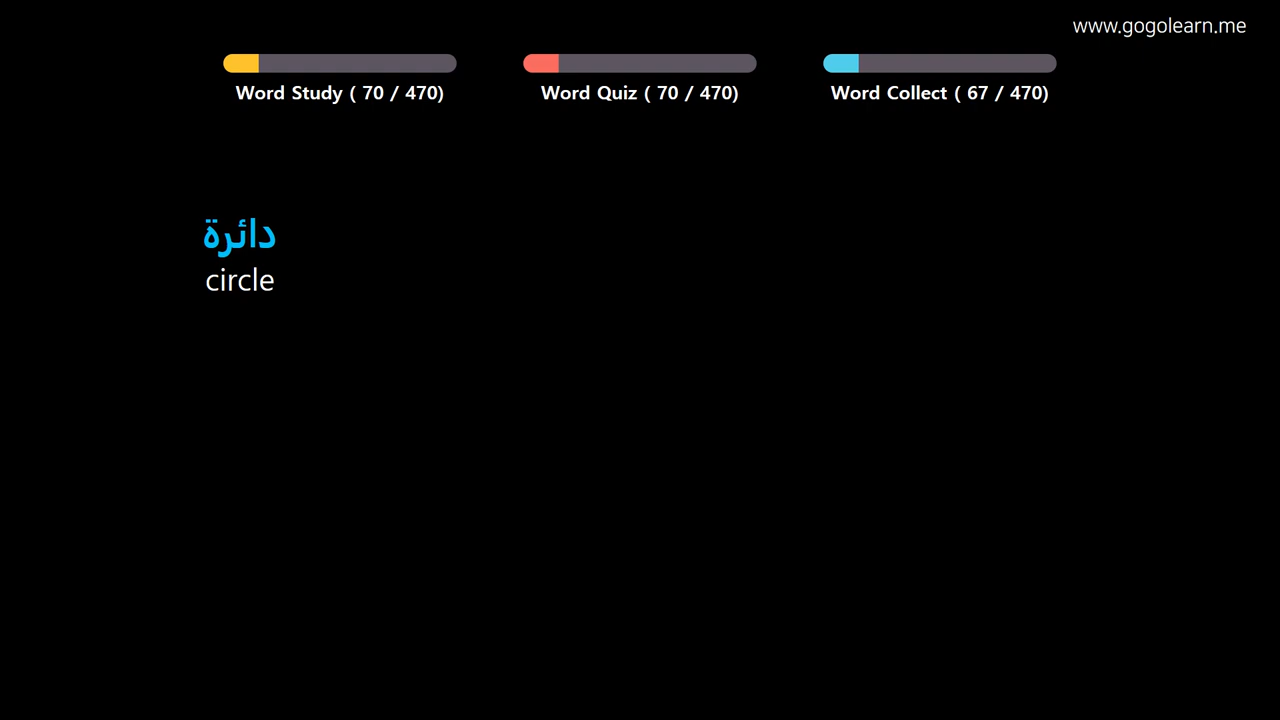 www.gogolearn.me
Word Study ( 70 / 470)
Word Quiz ( 70 / 470)
Word Collect ( 67 / 470)
دائرة
circle